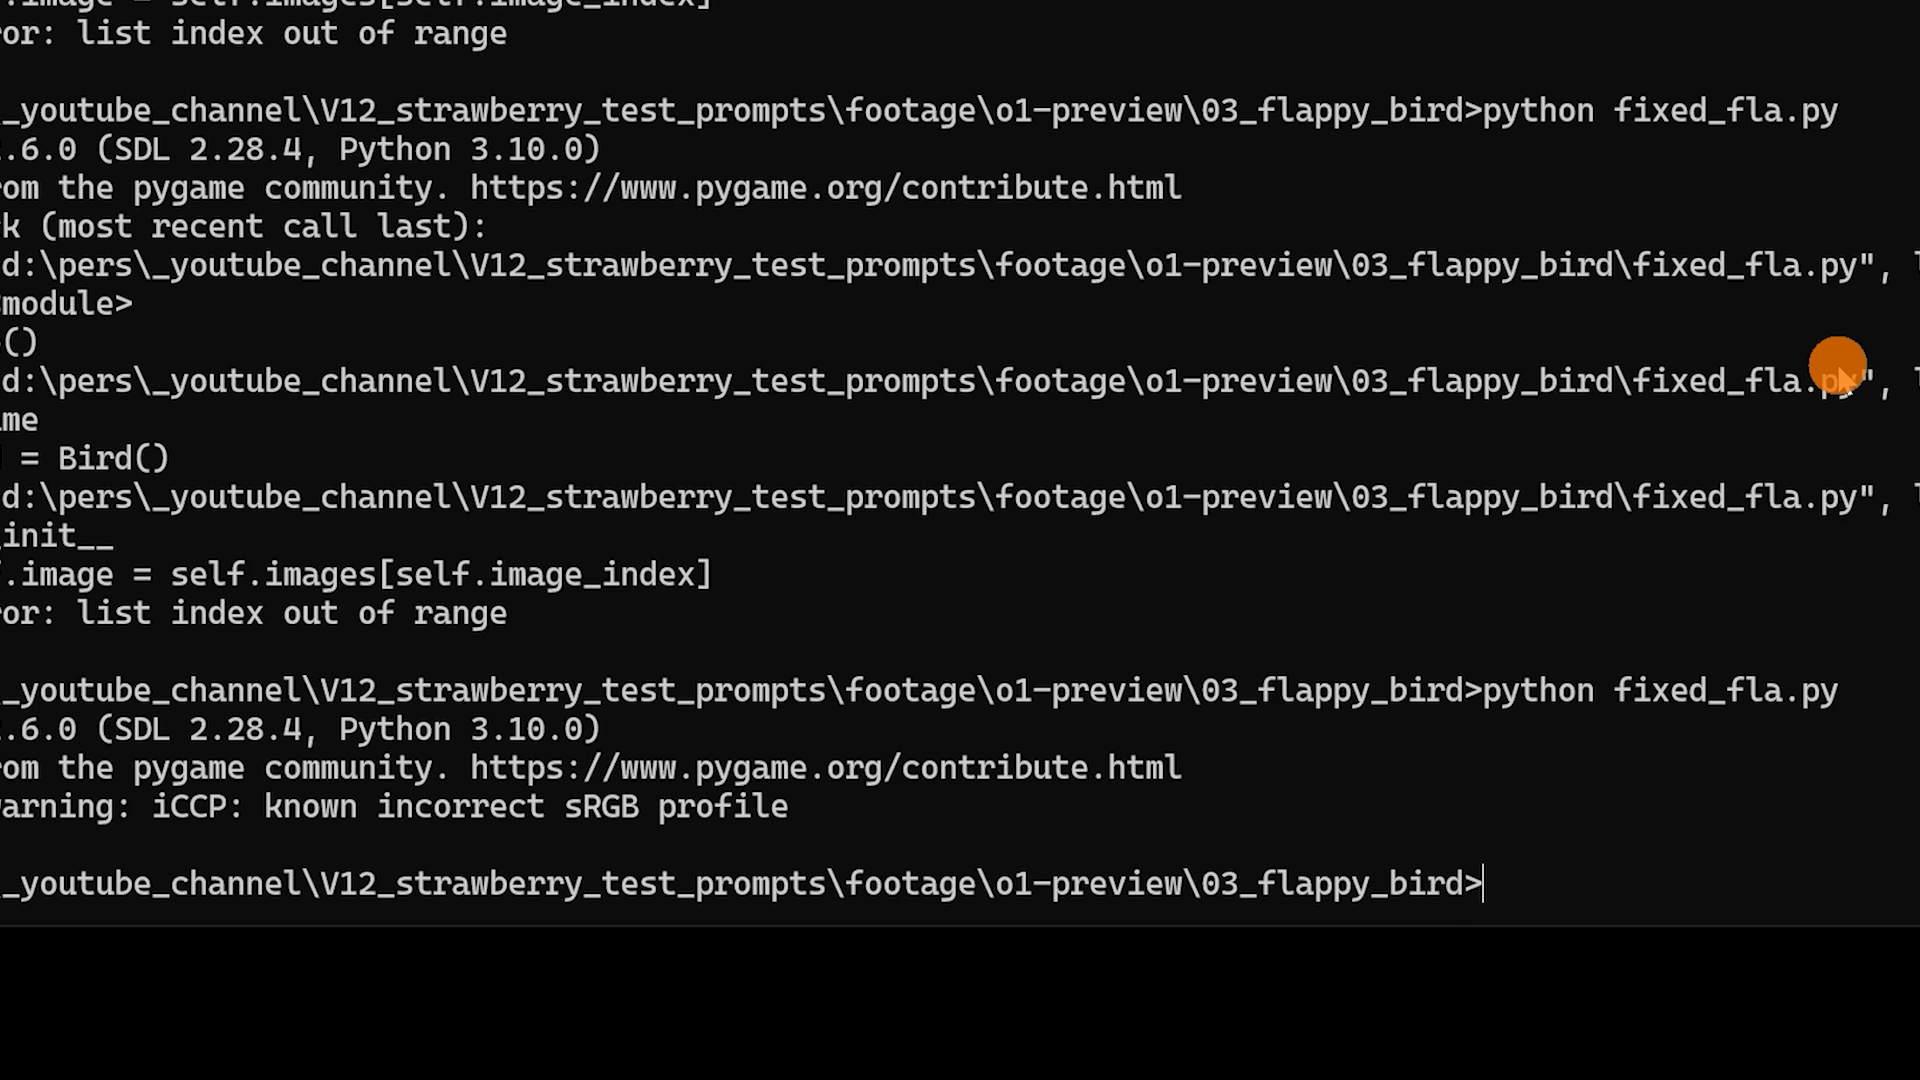 .image = self.images[self.image_index]
or: list index out of range
_youtube_channel\V12_strawberry_test_prompts\footage\o1-preview\03_flappy_bird>python fixed_fla.py
.6.0 (SDL 2.28.4, Python 3.10.0)
om the pygame community. https://www.pygame.org/contribute.html
k (most recent call last):
d:\pers\_youtube_channel\V12_strawberry_test_prompts\footage\o1-preview\03_flappy_bird\fixed_fla.py",
module>
()
d:\pers\_youtube_channel\V12_strawberry_test_prompts\footage\o1-preview\03_flappy_bird\fixed_fla.py",
me
= Bird()
d:\pers\_youtube_channel\V12_strawberry_test_prompts\footage\o1-preview\03_flappy_bird\fixed_fla.py",
init__
.image = self.images[self.image_index]
or: list index out of range
_youtube_channel\V12_strawberry_test_prompts\footage\o1-preview\03_flappy_bird>python fixed_fla.py
.6.0 (SDL 2.28.4, Python 3.10.0)
om the pygame community. https://www.pygame.org/contribute.html
arning: iCCP: known incorrect sRGB profile
_youtube_channel\V12_strawberry_test_prompts\footage\o1-preview\03_flappy_bird>